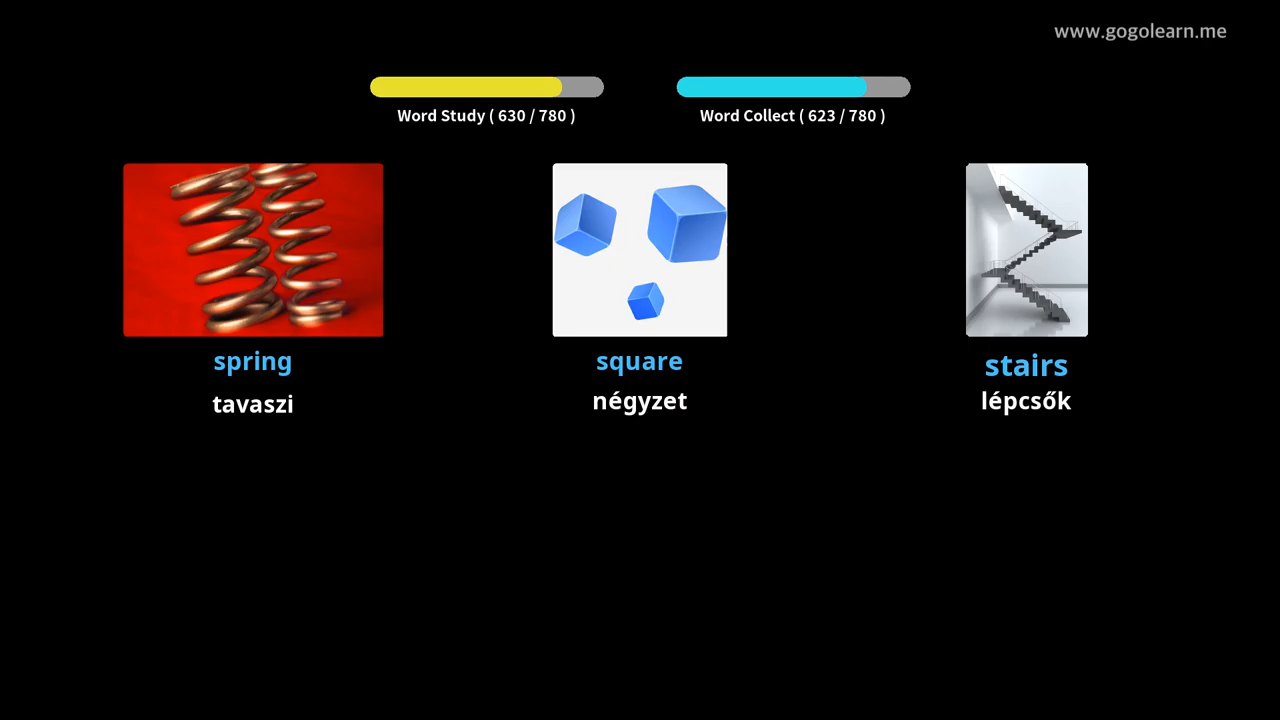 www.gogolearn.me
Word Study ( 630 / 780 )
Word Collect ( 623 / 780 )
spring
square
stairs
tavaszi
négyzet
lépcsők